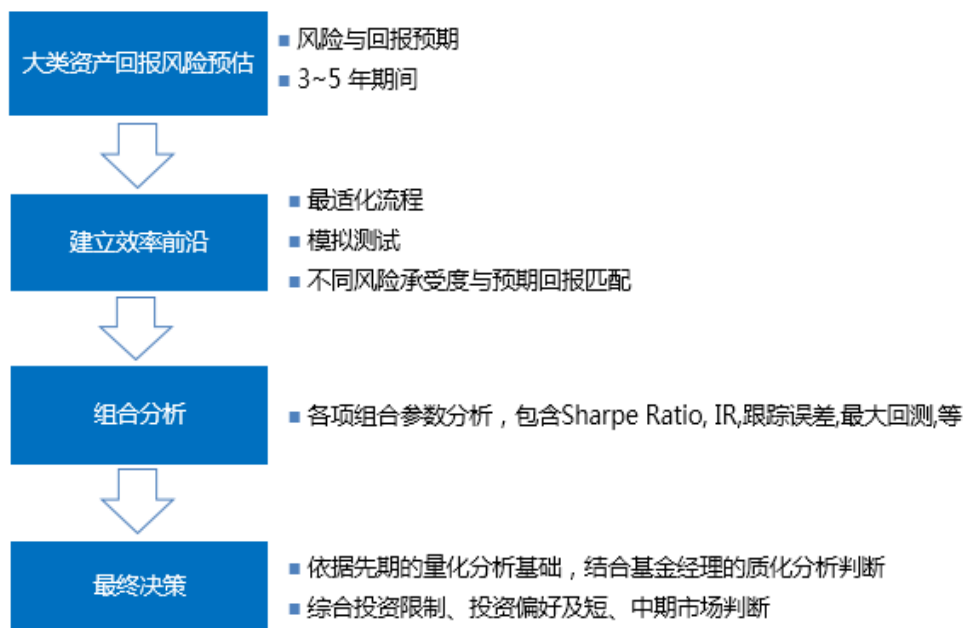 大类资产回报风险预估
■ 风险与回报预期
■ 3~5 年期间
建立效率前沿
■ 最适化流程
■ 模拟测试
■ 不同风险承受度与预期回报匹配
组合分析
■ 各项组合参数分析，包含Sharpe Ratio, IR,跟踪误差,最大回测,等
最终决策
■ 依据先期的量化分析基础，结合基金经理的质化分析判断
■ 综合投资限制、投资偏好及短、中期市场判断